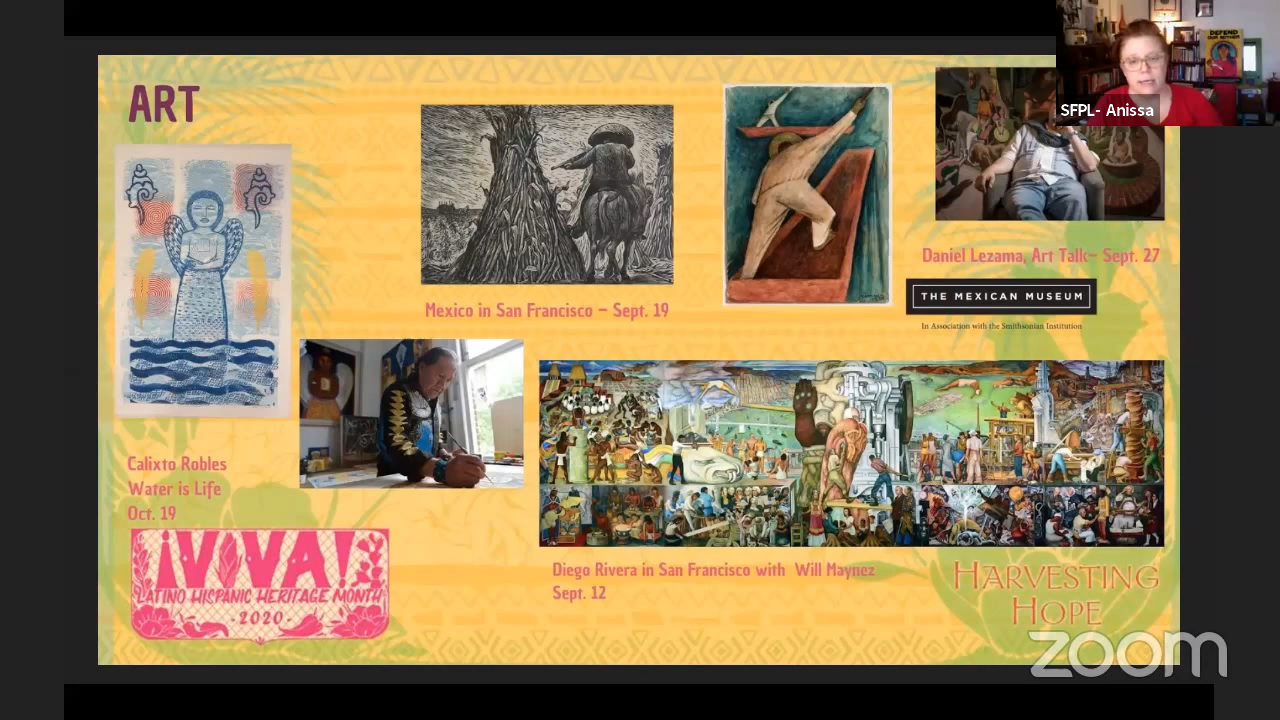 ART
SFPL- Anissa
DEFEND
Daniel Lezama, Art Talk- Sept. 27
THE MEXICAN MUSEUM
In Association with the Smithsonian Institution
Mexico in San Francisco - Sept. 19
Calixto Robles
Water is Life
Oct. 19
¡VIVA!
LATINO HISPANIC HERITAGE MONTH
-2020-
Diego Rivera in San Francisco with Will Maynez
Sept. 12
HARVESTING
HOPE
zoom